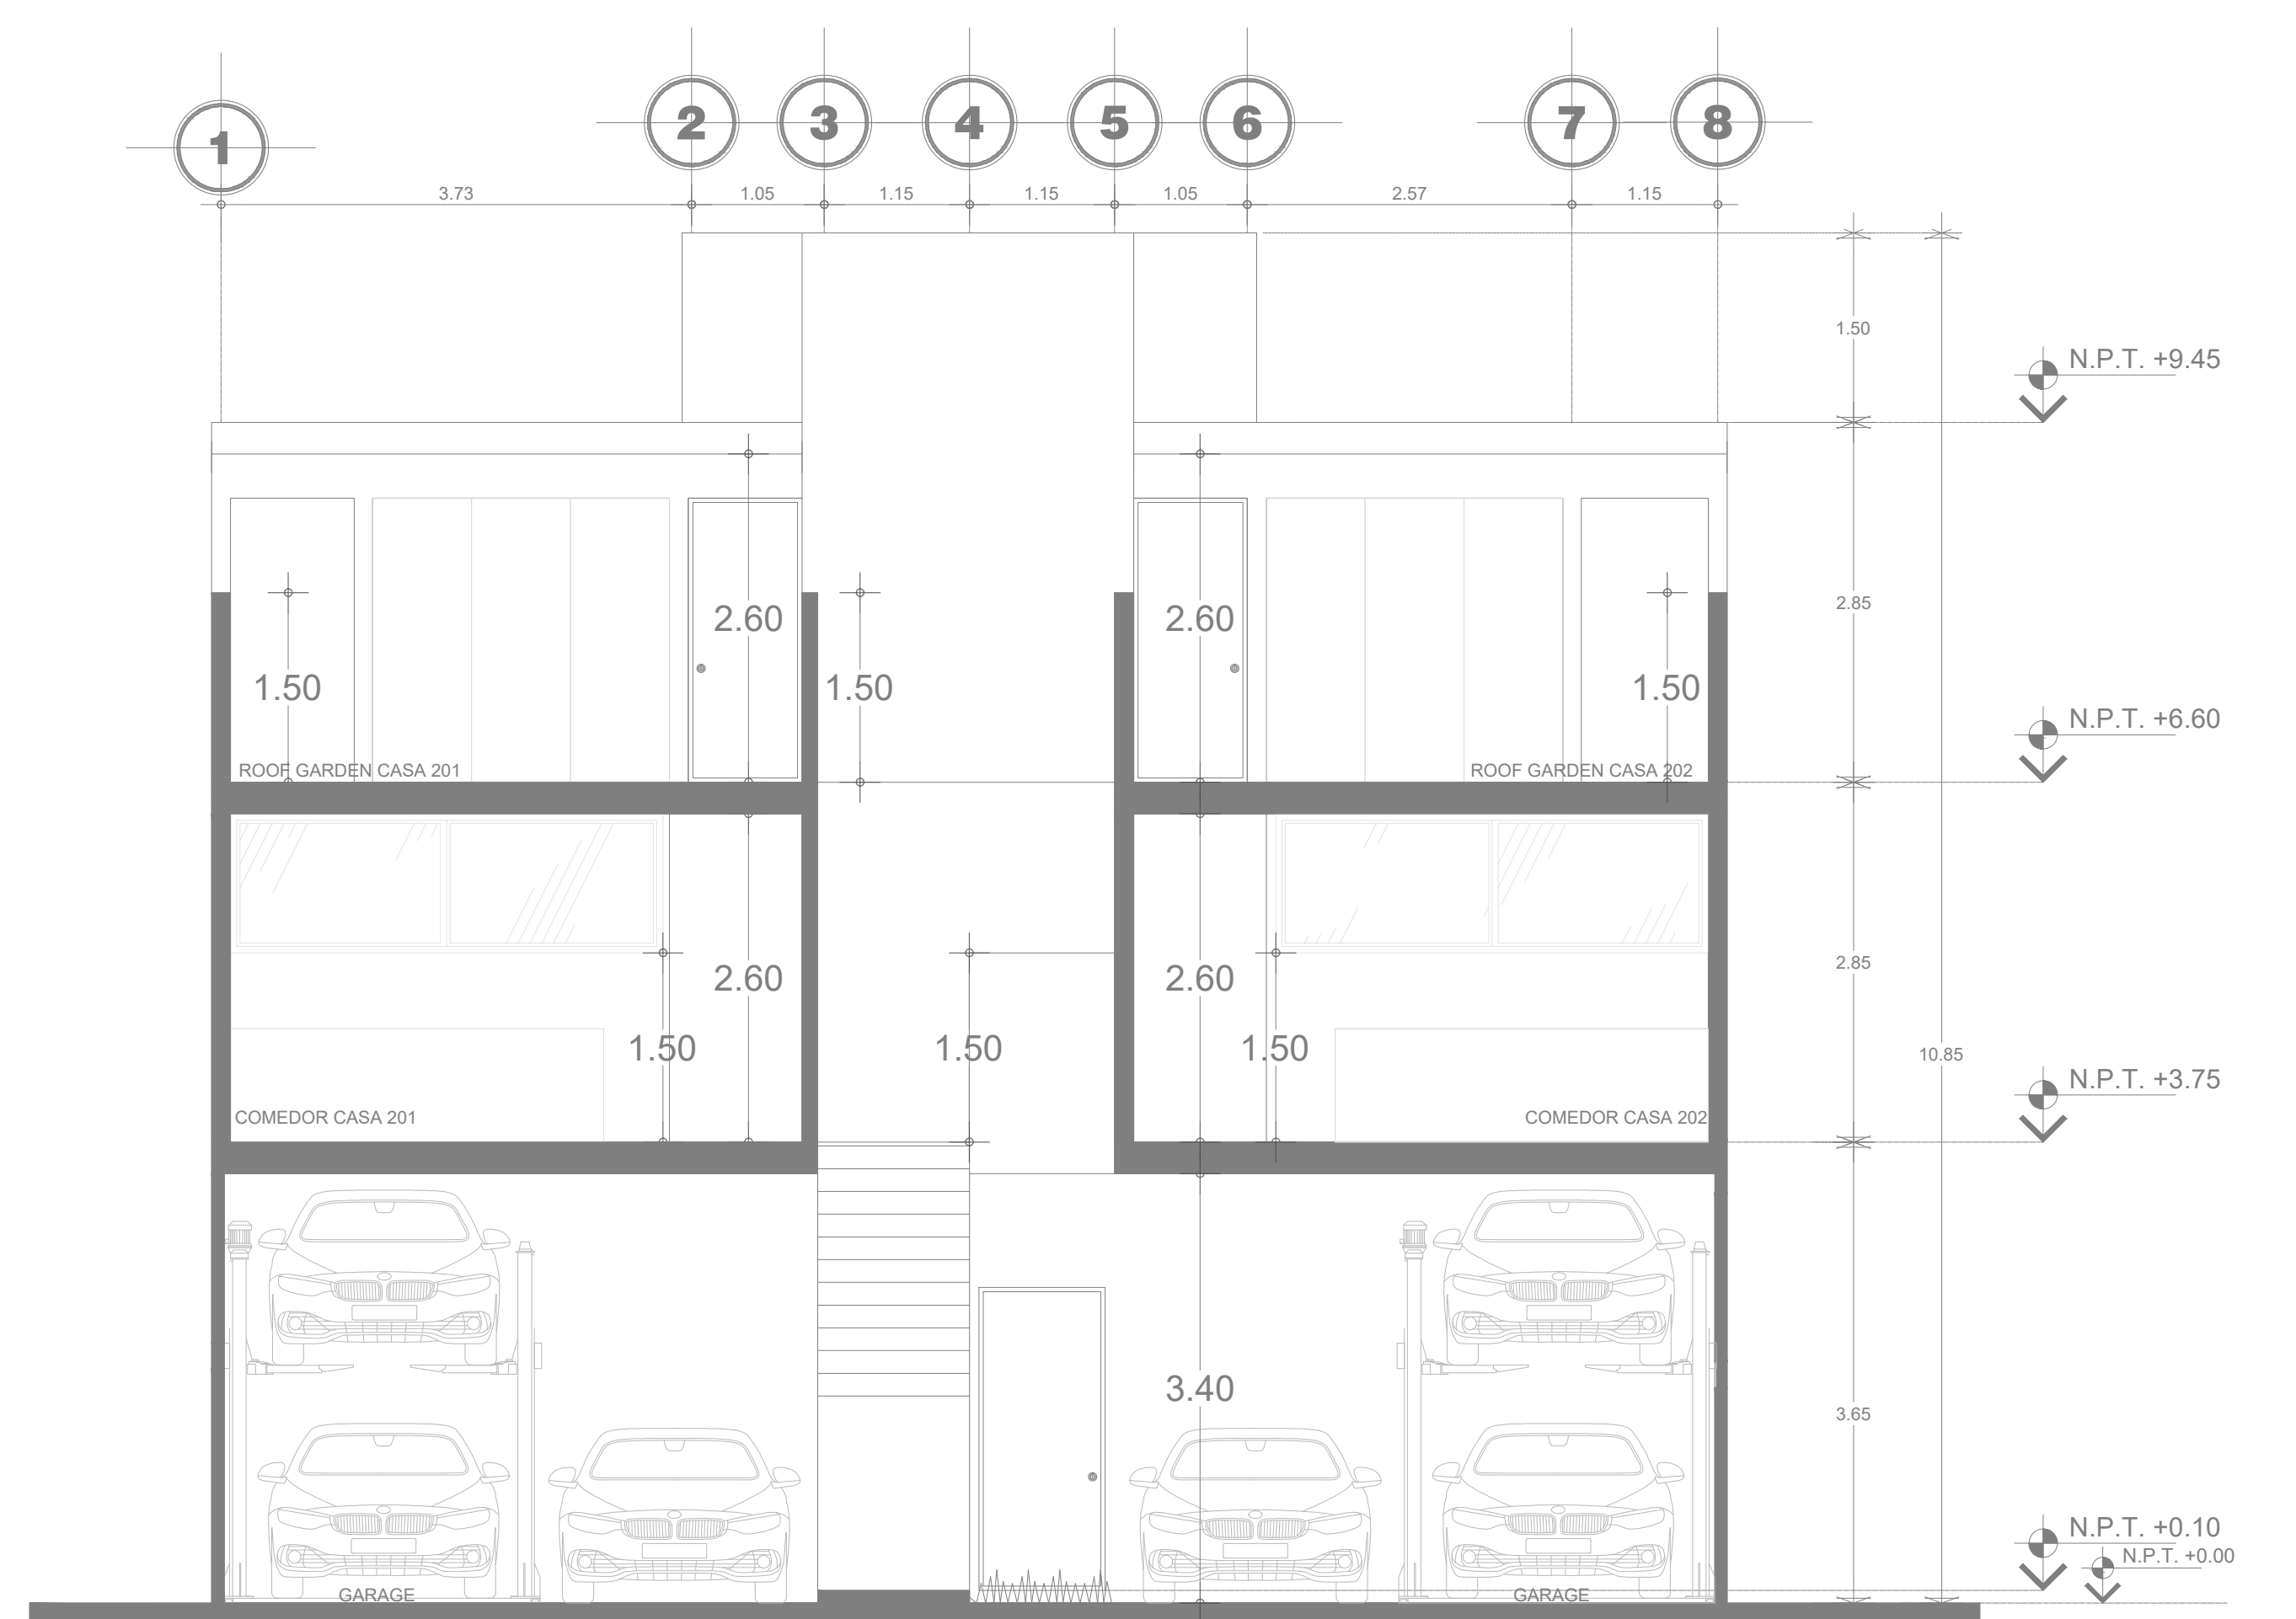 1
2
3
4
5
6
7
8
3.73
1.05
1.15
1.15
1.05
2.57
1.15
1.50
N.P.T. +9.45
2.60
2.60
2.85
1.50
1.50
1.50
N.P.T. +6.60
ROOF GARDEN CASA 201
ROOF GARDEN CASA 202
2.60
2.60
2.85
1.50
1.50
1.50
10.85
N.P.T. +3.75
COMEDOR CASA 201
COMEDOR CASA 202
3.40
3.65
N.P.T. +0.10
N.P.T. +0.00
GARAGE
GARAGE